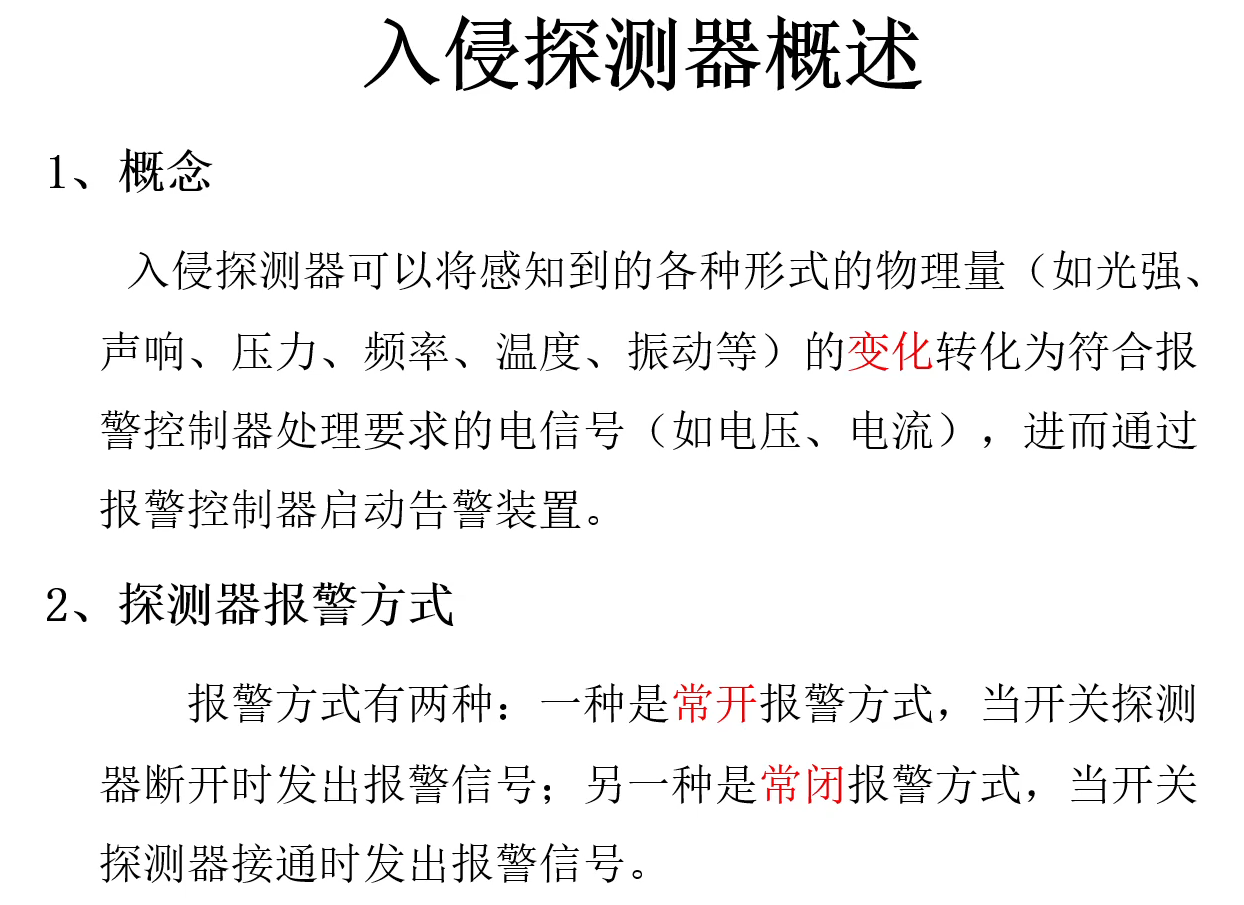 入侵探测器概述
1、概念
入侵探测器可以将感知到的各种形式的物理量（如光强、
声响、压力、频率、温度、振动等）的变化转化为符合报
警控制器处理要求的电信号（如电压、电流），进而通过
报警控制器启动告警装置。
2、探测器报警方式
报警方式有两种：一种是常开报警方式，当开关探测
器断开时发出报警信号；另一种是常闭报警方式，当开关
探测器接通时发出报警信号。